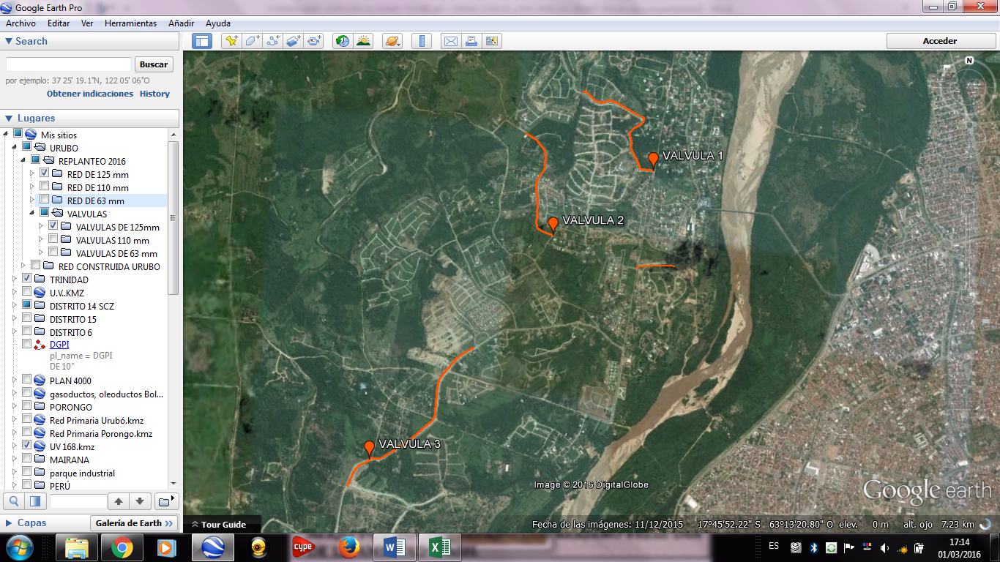 Google Earth Pro
Archivo Editar Ver Herramientas Añadir Ayuda
Search
Acceder
Buscar
por ejemplo: 37 25' 19.1"N, 122 05' 06"O
Obtener indicaciones History
Lugares
Mis sitios
URUBO
REPLANTEO 2016
RED DE 125 mm
RED DE 110 mm
RED DE 63 mm
VALVULAS
VALVULAS DE 125mm
VALVULAS 110 mm
VALVULAS DE 63 mm
RED CONSTRUIDA URUBO
TRINIDAD
U.V..KMZ
DISTRITO 14 SCZ
DISTRITO 15
DISTRITO 6
DGPI
pl_name = DGPI
DE 10"
PLAN 4000
gasoductos, oleoductos Bol...
PORONGO
Red Primaria Urubó.kmz
Red Primaria Porongo.kmz
UV 168.kmz
MAIRANA
parque industrial
PERÚ
Capas
Galería de Earth
N
VALVULA 1
VALVULA 2
VALVULA 3
Image © 2016 DigitalGlobe
Google earth
Tour Guide
Fecha de las imágenes: 11/12/2015 17°45'52.22" S 63°13'20.80" O elev. 0 m alt. ojo 7.23 km
cype
ES
17:14
01/03/2016